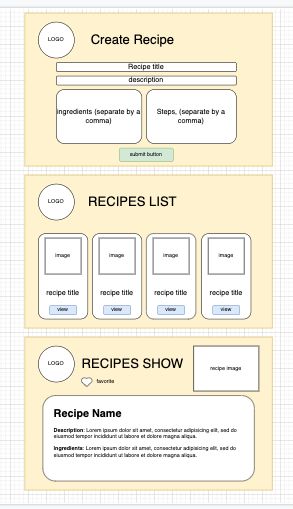 LOGO
Create Recipe
Recipe title
description
ingredients (separate by a
comma)
Steps, (separate by a
comma)
submit button
LOGO
RECIPES LIST
image
image
image
image
recipe title
recipe title
recipe title
recipe title
view
view
view
view
LOGO
RECIPES SHOW
recipe image
favorite
Recipe Name
Description: Lorem ipsum dolor sit amet, consectetur adipisicing elit, sed do
eiusmod tempor incididunt ut labore et dolore magna aliqua.
Ingredients: Lorem ipsum dolor sit amet, consectetur adipisicing elit, sed do
eiusmod tempor incididunt ut labore et dolore magna aliqua.